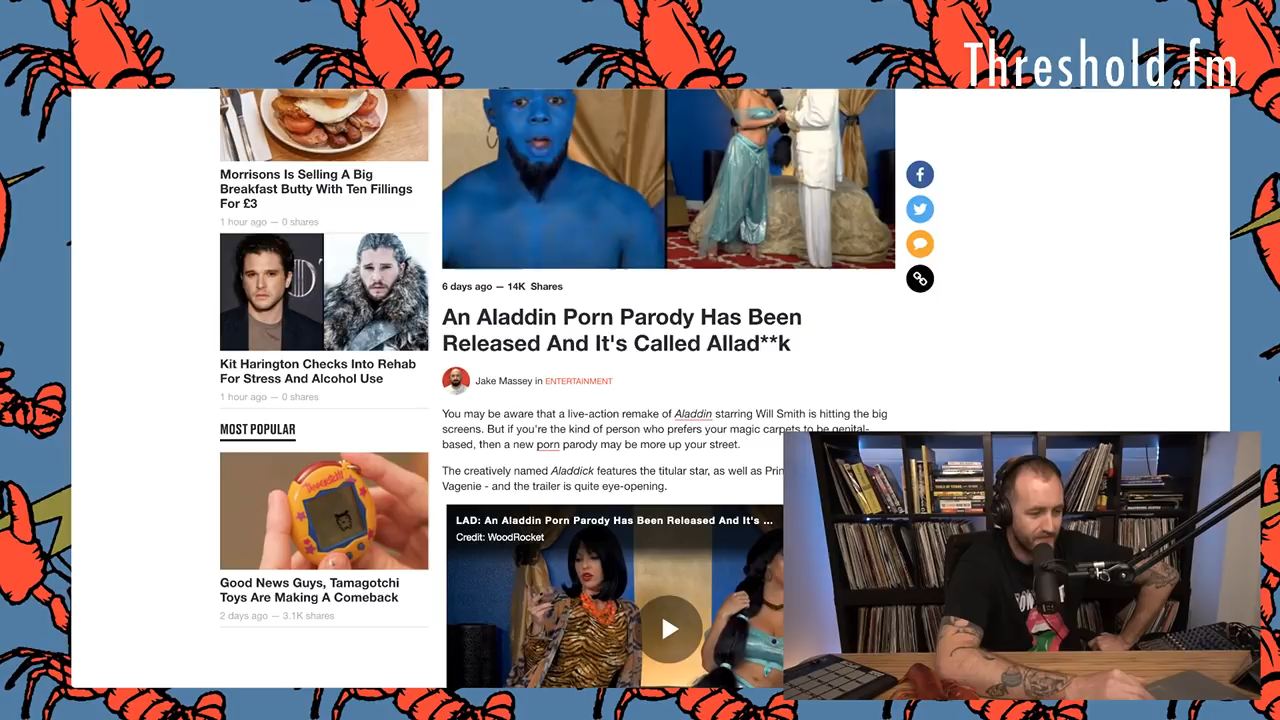 Threshold.fm
Morrisons Is Selling A Big
Breakfast Butty With Ten Fillings
For £3
1 hour ago — 0 shares
Kit Harington Checks Into Rehab
For Stress And Alcohol Use
1 hour ago — 0 shares
MOST POPULAR
Good News Guys, Tamagotchi
Toys Are Making A Comeback
2 days ago — 3.1K shares
6 days ago — 14K Shares
An Aladdin Porn Parody Has Been
Released And It's Called Allad**k
Jake Massey in ENTERTAINMENT
You may be aware that a live-action remake of Aladdin starring Will Smith is hitting the big
screens. But if you're the kind of person who prefers your magic carpets to be genital-
based, then a new porn parody may be more up your street.
The creatively named Aladdick features the titular star, as well as
Vagenie - and the trailer is quite eye-opening.
LAD: An Aladdin Porn Parody Has Been Released And It's ...
Credit: WoodRocket